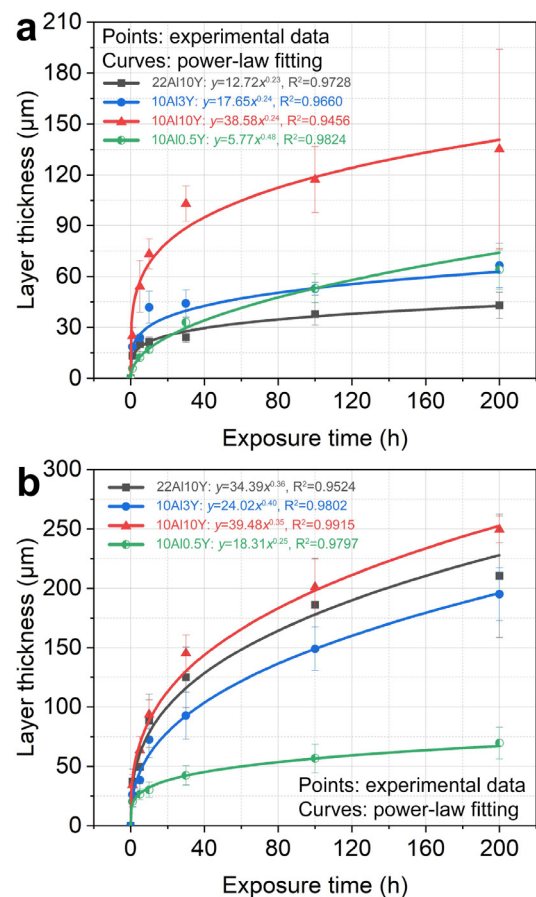 a
Points: experimental data
Curves: power-law fitting
22Al10Y: y=12.72x^0.23, R²=0.9728
10Al3Y: y=17.65x^0.24, R²=0.9660
10Al10Y: y=38.58x^0.24, R²=0.9456
10Al0.5Y: y=5.77x^0.48, R²=0.9824
Layer thickness (μm)
210
180
150
120
90
60
30
0
0 40 80 120 160 200
Exposure time (h)
b
22Al10Y: y=34.39x^0.36, R²=0.9524
10Al3Y: y=24.02x^0.40, R²=0.9802
10Al10Y: y=39.48x^0.35, R²=0.9915
10Al0.5Y: y=18.31x^0.25, R²=0.9797
Layer thickness (μm)
300
250
200
150
100
50
0
Points: experimental data
Curves: power-law fitting
0 40 80 120 160 200
Exposure time (h)